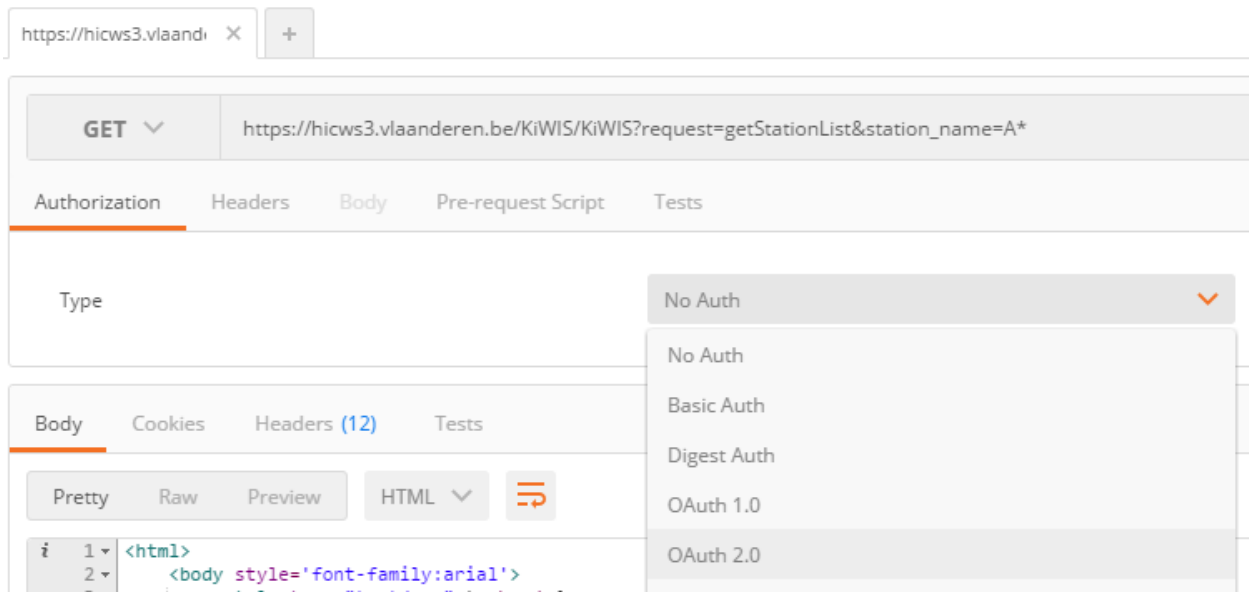 https://hicws3.vlaand
GET https://hicws3.vlaanderen.be/KiWIS/KiWIS?request=getStationList&station_name=A*
Authorization Headers Body Pre-request Script Tests
Type
No Auth
No Auth
Basic Auth
Digest Auth
OAuth 1.0
OAuth 2.0
Body Cookies Headers (12) Tests
Pretty Raw Preview HTML
i 1 <html>
2 <body style='font-family:arial'>